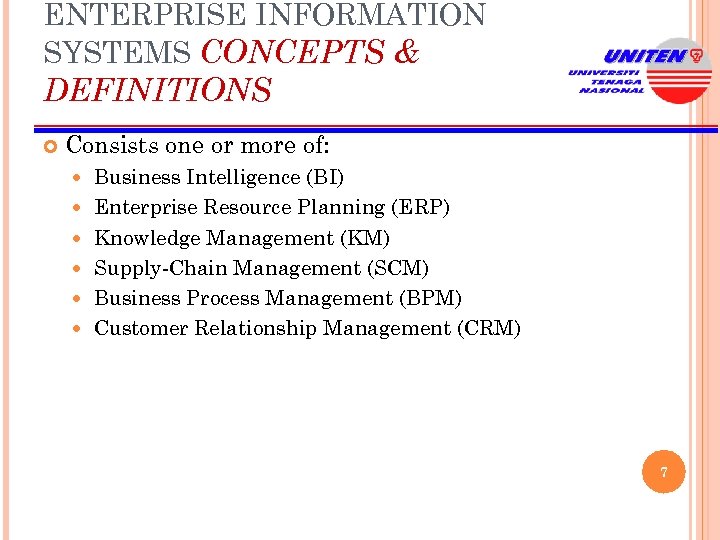 ENTERPRISE INFORMATION
SYSTEMS CONCEPTS &
DEFINITIONS
UNITEN
UNIVERSITI
TENAGA
NASIONAL
Consists one or more of:
Business Intelligence (BI)
Enterprise Resource Planning (ERP)
Knowledge Management (KM)
Supply-Chain Management (SCM)
Business Process Management (BPM)
Customer Relationship Management (CRM)
7